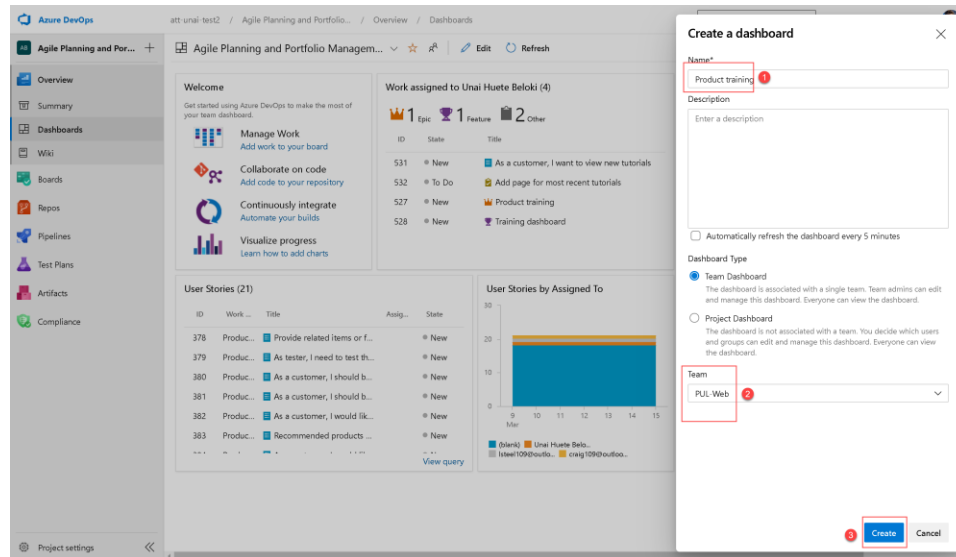 Azure DevOps
att-unai-test2 / Agile Planning and Portfolio... / Overview / Dashboards
AB Agile Planning and Por... +
Agile Planning and Portfolio Managem... Edit Refresh
Overview
Summary
Dashboards
Wiki
Boards
Repos
Pipelines
Test Plans
Artifacts
Compliance
Project settings
Welcome
Get started using Azure DevOps to make the most of
your team dashboard.
Manage Work
Add work to your board
Collaborate on code
Add code to your repository
Continuously integrate
Automate your builds
Visualize progress
Learn how to add charts
Work assigned to Unai Huete Beloki (4)
1 Epic 1 Feature 2 Other
ID State Title
531 New As a customer, I want to view new tutorials
532 To Do Add page for most recent tutorials
527 New Product training
528 New Training dashboard
User Stories (21)
ID Work ... Title Assig... State
378 Produc... Provide related items or f... New
379 Produc... As tester, I need to test th... New
380 Produc... As a customer, I should b... New
381 Produc... As a customer, I should b... New
382 Produc... As a customer, I would lik... New
383 Produc... Recommended products ... New
View query
User Stories by Assigned To
30
20
10
0
9 10 11 12 13 14 15
Mar
(blank) Unai Huete Belo...
lsteel109@outlo... craig109@outloo...
Create a dashboard
Name*
Product training 1
Description
Enter a description
Automatically refresh the dashboard every 5 minutes
Dashboard Type
Team Dashboard
The dashboard is associated with a single team. Team admins can edit
and manage this dashboard. Everyone can view the dashboard.
Project Dashboard
The dashboard is not associated with a team. You decide which users
and groups can edit and manage this dashboard. Everyone can view
the dashboard.
Team
PUL-Web 2
3 Create Cancel